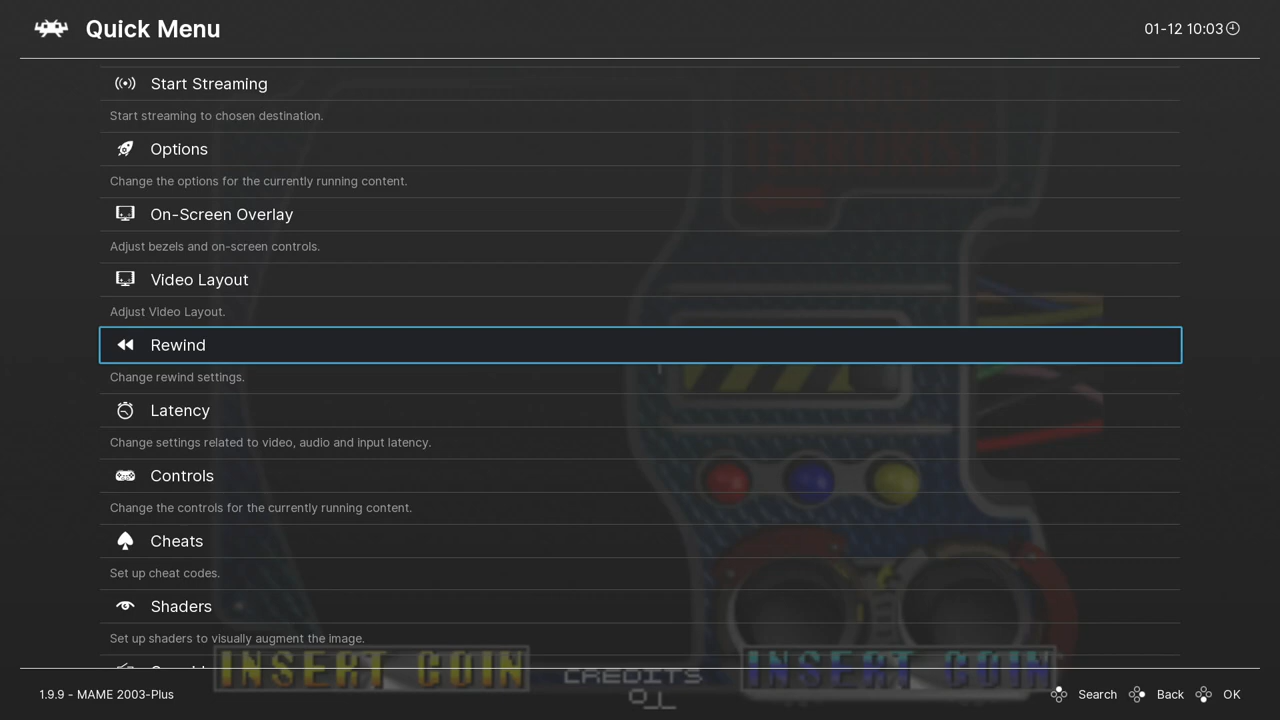 Quick Menu
01-12 10:03
Start Streaming
Start streaming to chosen destination.
Options
Change the options for the currently running content.
On-Screen Overlay
Adjust bezels and on-screen controls.
Video Layout
Adjust Video Layout.
Rewind
Change rewind settings.
Latency
Change settings related to video, audio and input latency.
Controls
Change the controls for the currently running content.
Cheats
Set up cheat codes.
Shaders
Set up shaders to visually augment the image.
INSERT COIN CREDITS INSERT COIN
1.9.9 - MAME 2003-Plus Search Back OK